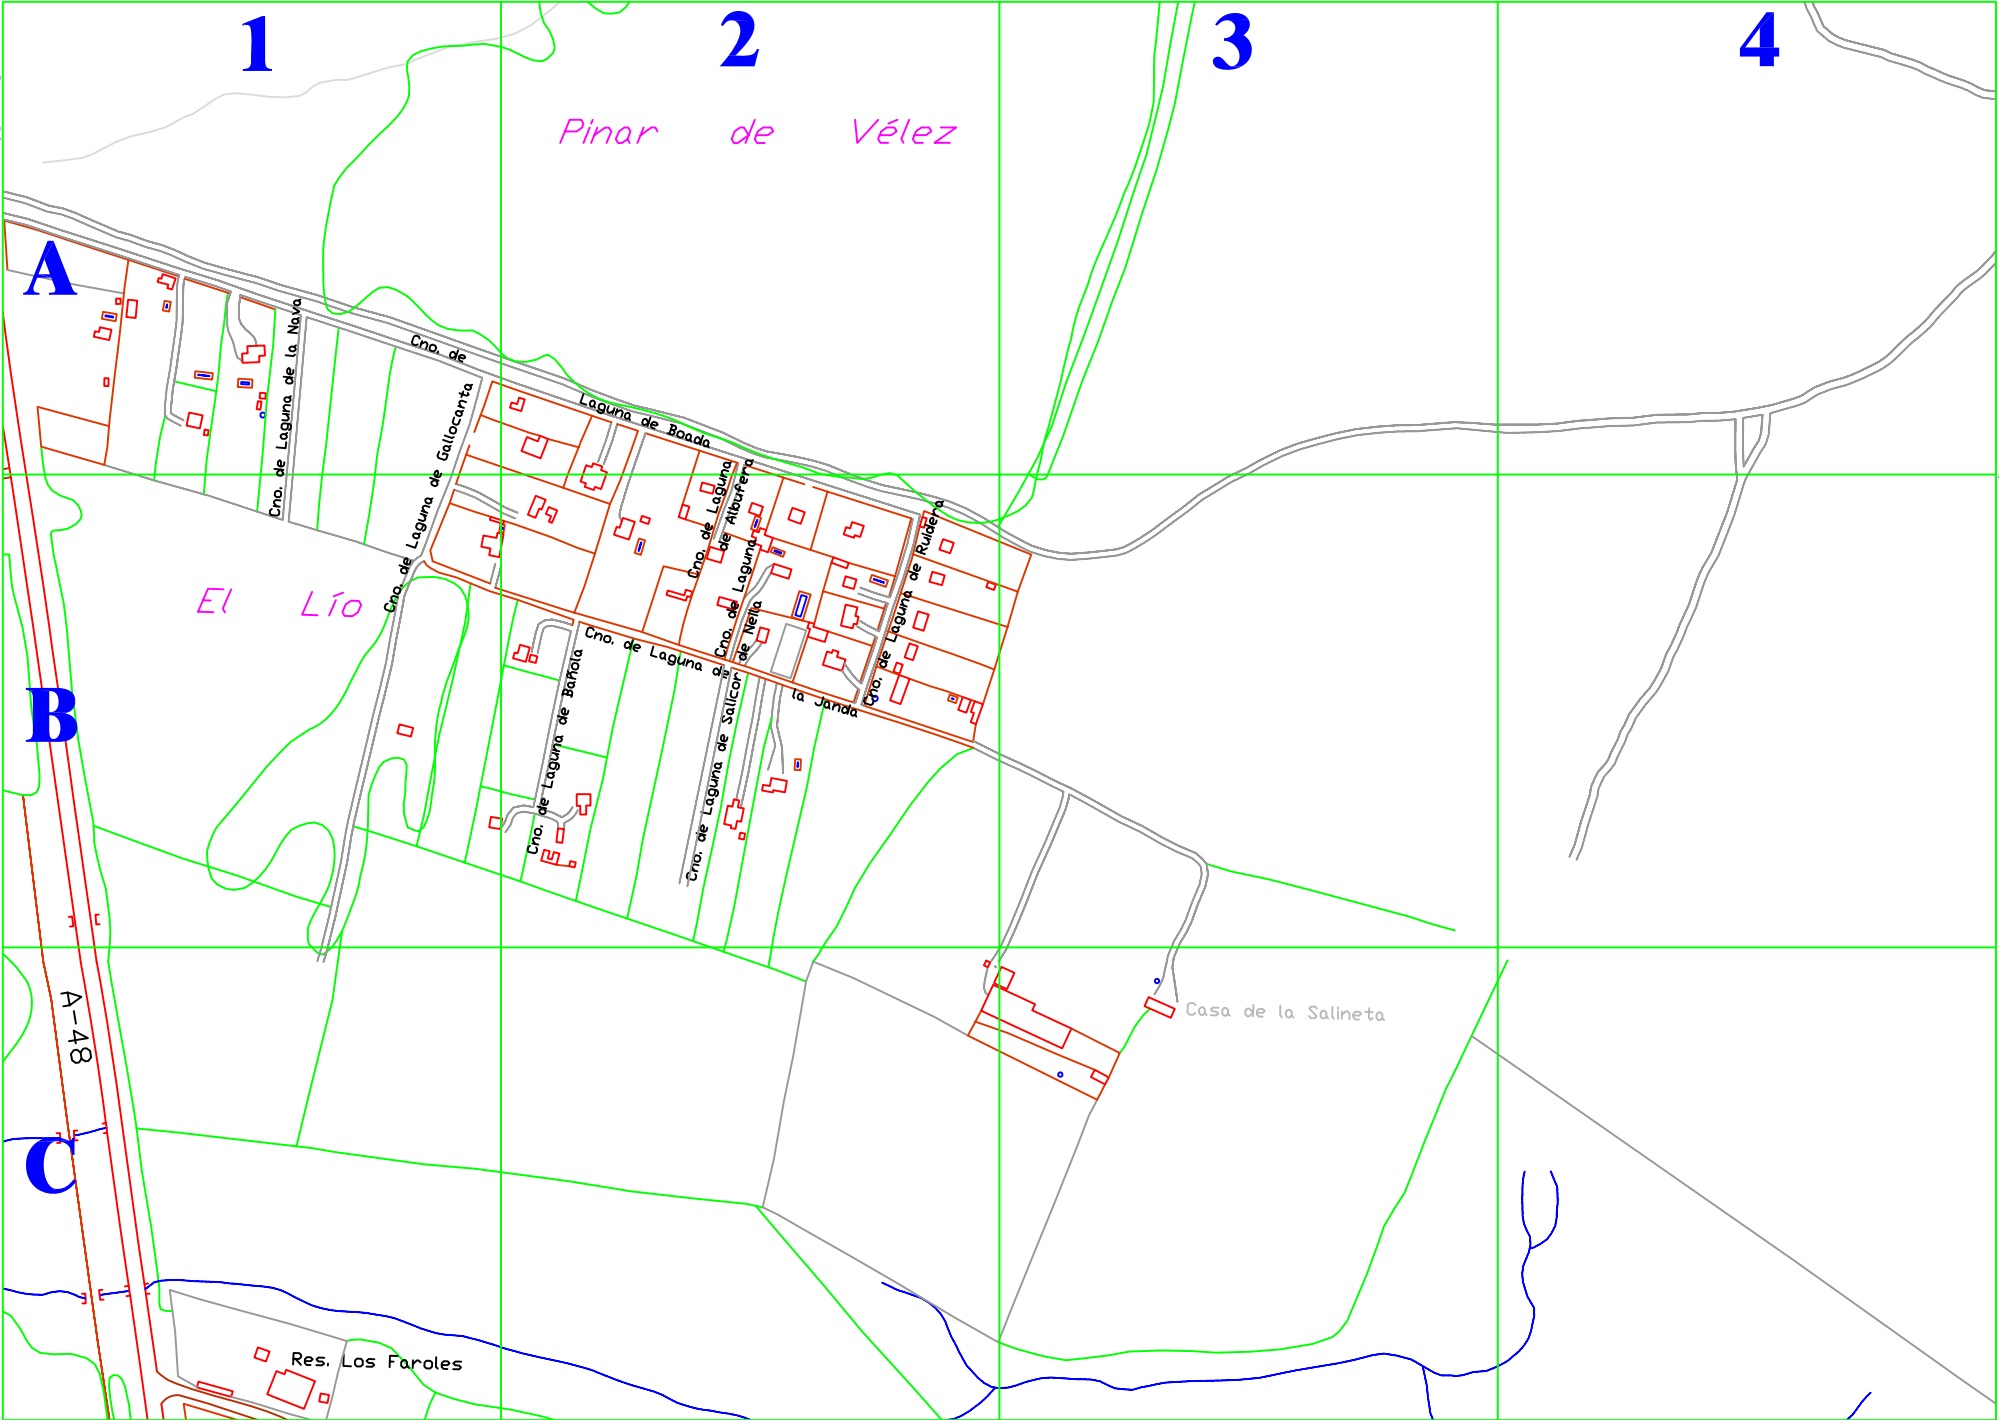 1
2
3
4
Pinar de Vélez
A
Cno. de
Laguna de Boada
Cno. de Laguna de la Nava
Cno. de Laguna de Gallocanta
Cno. de Laguna
de Albufera
Cno. de Laguna de Ruidera
El Lío
Cno. de Laguna
de Neila
Cno. de Laguna de
la Janda
Cno. de Laguna de Bañola
Cno. de Laguna de Salicor
B
A-48
Casa de la Salineta
C
Res. Los Faroles